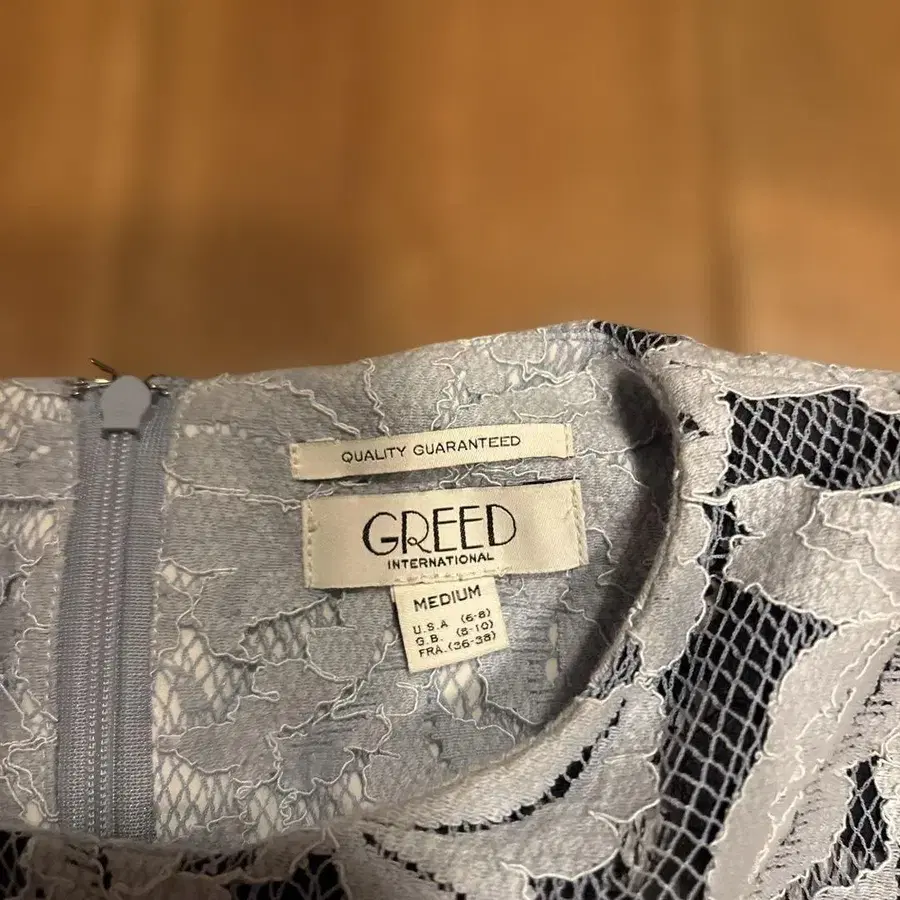 QUALITY GUARANTEED
GREED
INTERNATIONAL
MEDIUM
U.S.A (6-8)
G.B. (8-10)
FRA.(36-38)